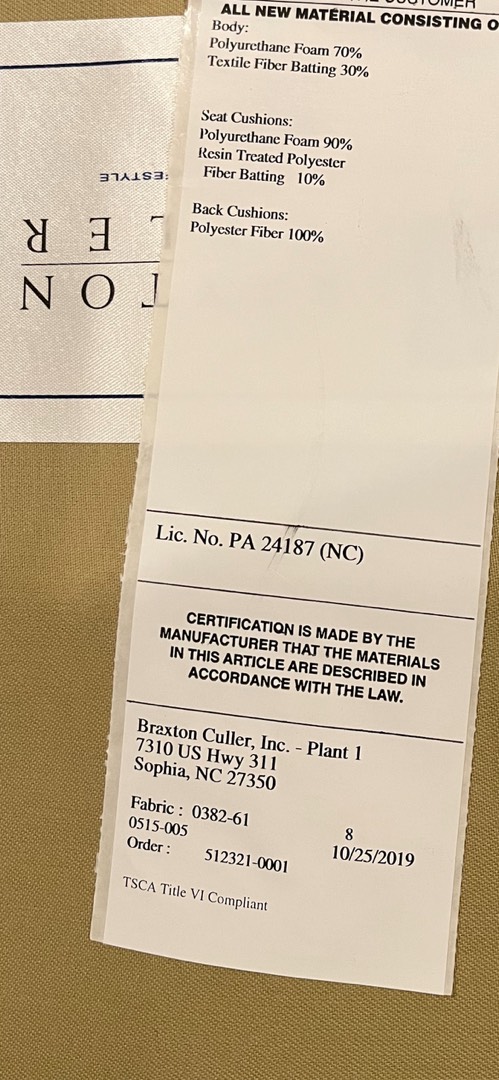 CUSTOMER
ALL NEW MATERIAL CONSISTING O
Body:
Polyurethane Foam 70%
Textile Fiber Batting 30%
Seat Cushions:
Polyurethane Foam 90%
Resin Treated Polyester
Fiber Batting 10%
Back Cushions:
Polyester Fiber 100%
Lic. No. PA 24187 (NC)
CERTIFICATION IS MADE BY THE
MANUFACTURER THAT THE MATERIALS
IN THIS ARTICLE ARE DESCRIBED IN
ACCORDANCE WITH THE LAW.
Braxton Culler, Inc. - Plant 1
7310 US Hwy 311
Sophia, NC 27350
Fabric : 0382-61
0515-005 8
Order : 512321-0001 10/25/2019
TSCA Title VI Compliant
TON
LER
ESTYLE